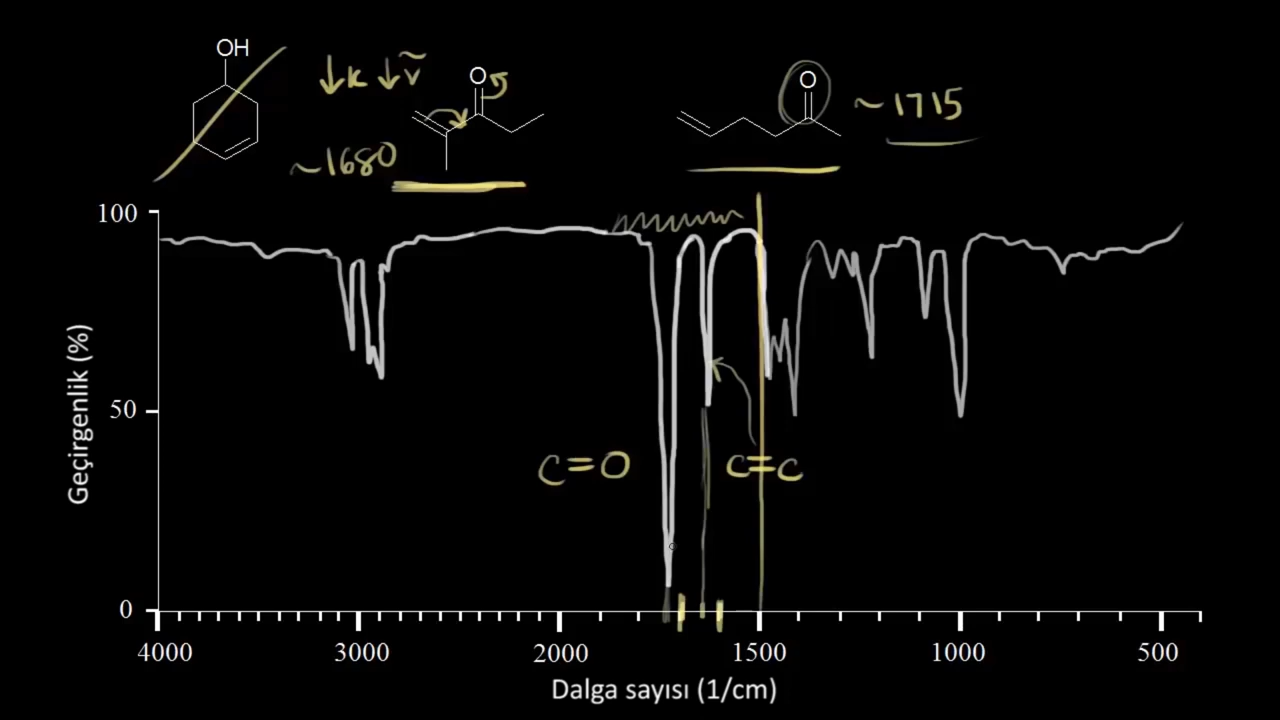 OH
↓k ↓ṽ
O
O
~1715
~1680
100
Geçirgenlik (%)
50
C=O
C=C
0
4000 3000 2000 1500 1000 500
Dalga sayısı (1/cm)